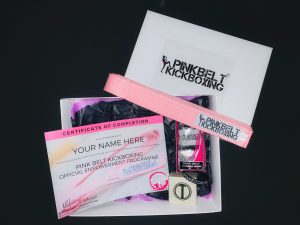 PINKBELT
KICKBOXING
PINKBELT
KICKBOXING
CERTIFICATE OF COMPLETION
YOUR NAME HERE
PINK BELT KICKBOXING
OFFICIAL EMPOWERMENT PROGRAMME